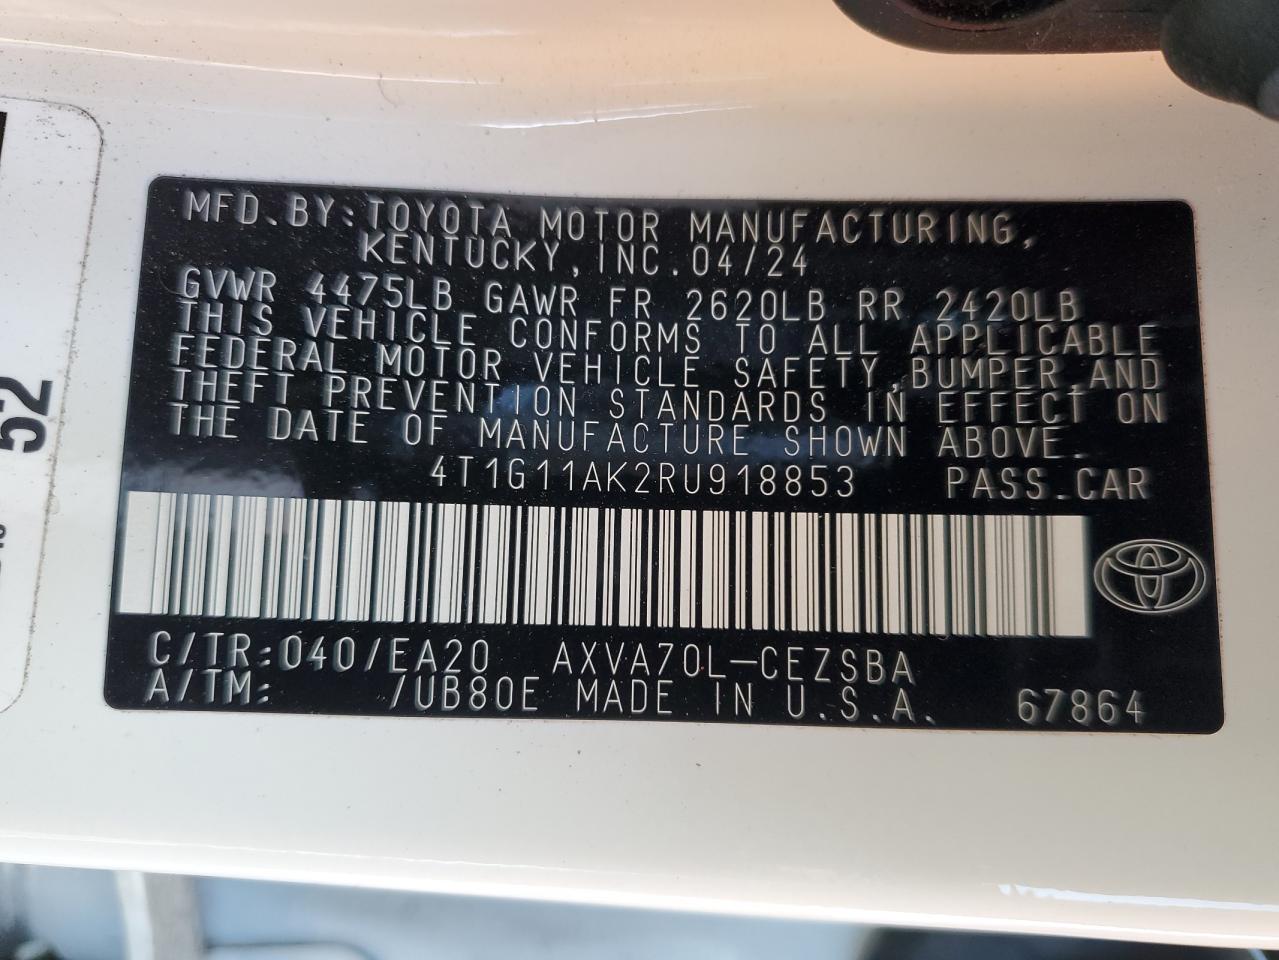 MFD.BY:TOYOTA MOTOR MANUFACTURING,
KENTUCKY,INC.04/24
GVWR 4475LB GAWR FR 2620LB RR 2420LB
THIS VEHICLE CONFORMS TO ALL APPLICABLE
FEDERAL MOTOR VEHICLE SAFETY,BUMPER,AND
THEFT PREVENTION STANDARDS IN EFFECT ON
THE DATE OF MANUFACTURE SHOWN ABOVE.
4T1G11AK2RU918853 PASS.CAR
C/TR:040/EA20 AXVA70L-CEZSBA
A/TM: /UB80E MADE IN U.S.A. 67864
52